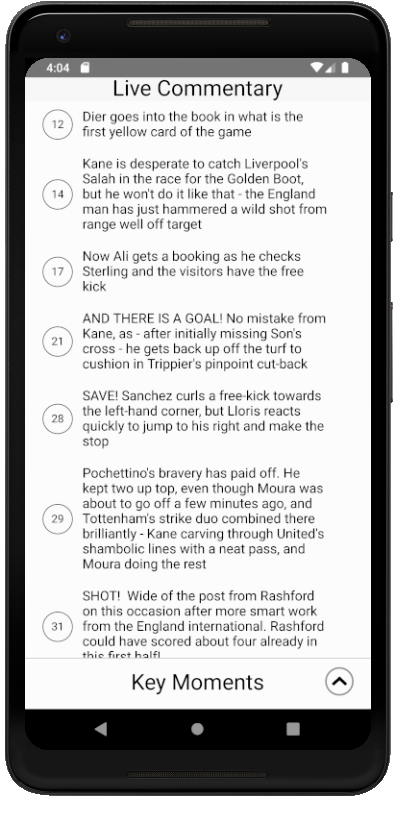 4:04
Live Commentary
12
Dier goes into the book in what is the
first yellow card of the game
14
Kane is desperate to catch Liverpool's
Salah in the race for the Golden Boot,
but he won't do it like that - the England
man has just hammered a wild shot from
range well off target
17
Now Ali gets a booking as he checks
Sterling and the visitors have the free
kick
21
AND THERE IS A GOAL! No mistake from
Kane, as - after initially missing Son's
cross - he gets back up off the turf to
cushion in Trippier's pinpoint cut-back
28
SAVE! Sanchez curls a free-kick towards
the left-hand corner, but Lloris reacts
quickly to jump to his right and make the
stop
29
Pochettino's bravery has paid off. He
kept two up top, even though Moura was
about to go off a few minutes ago, and
Tottenham's strike duo combined there
brilliantly - Kane carving through United's
shambolic lines with a neat pass, and
Moura doing the rest
31
SHOT!  Wide of the post from Rashford
on this occasion after more smart work
from the England international. Rashford
could have scored about four already in
this first half!
Key Moments